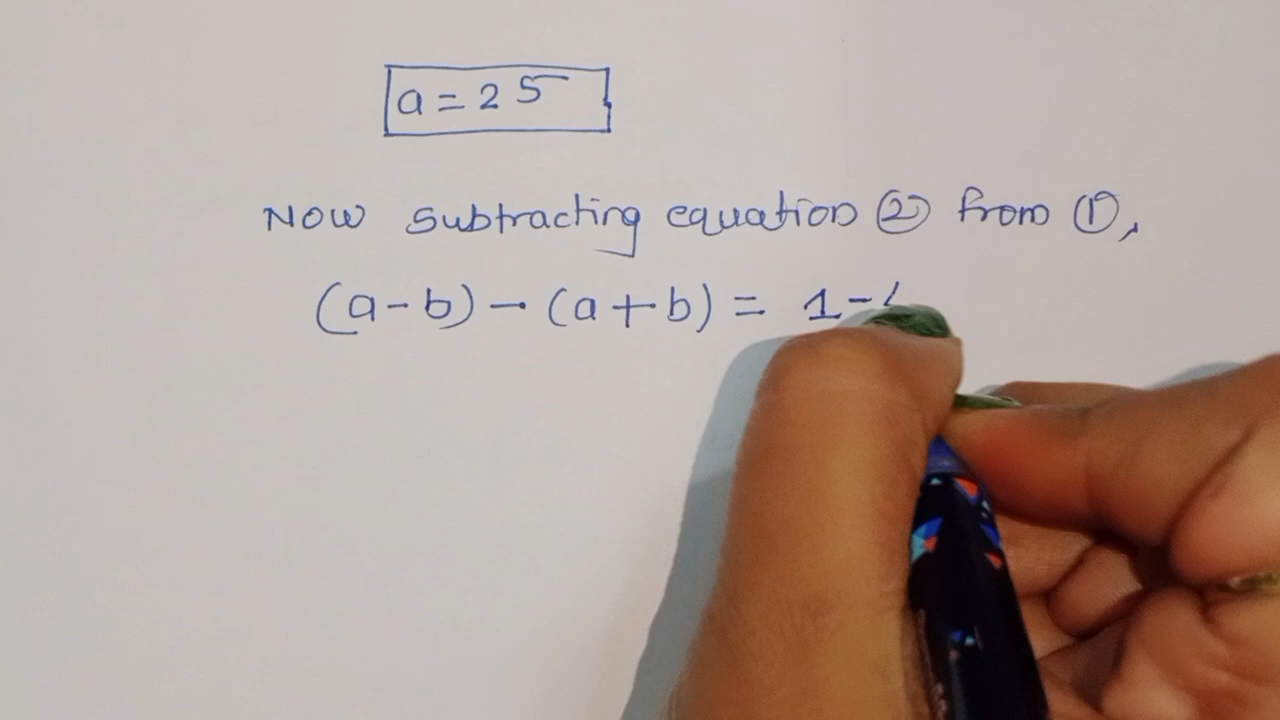 a = 25
Now subtracting equation ② from ①,
(a - b) - (a + b) = 1 -